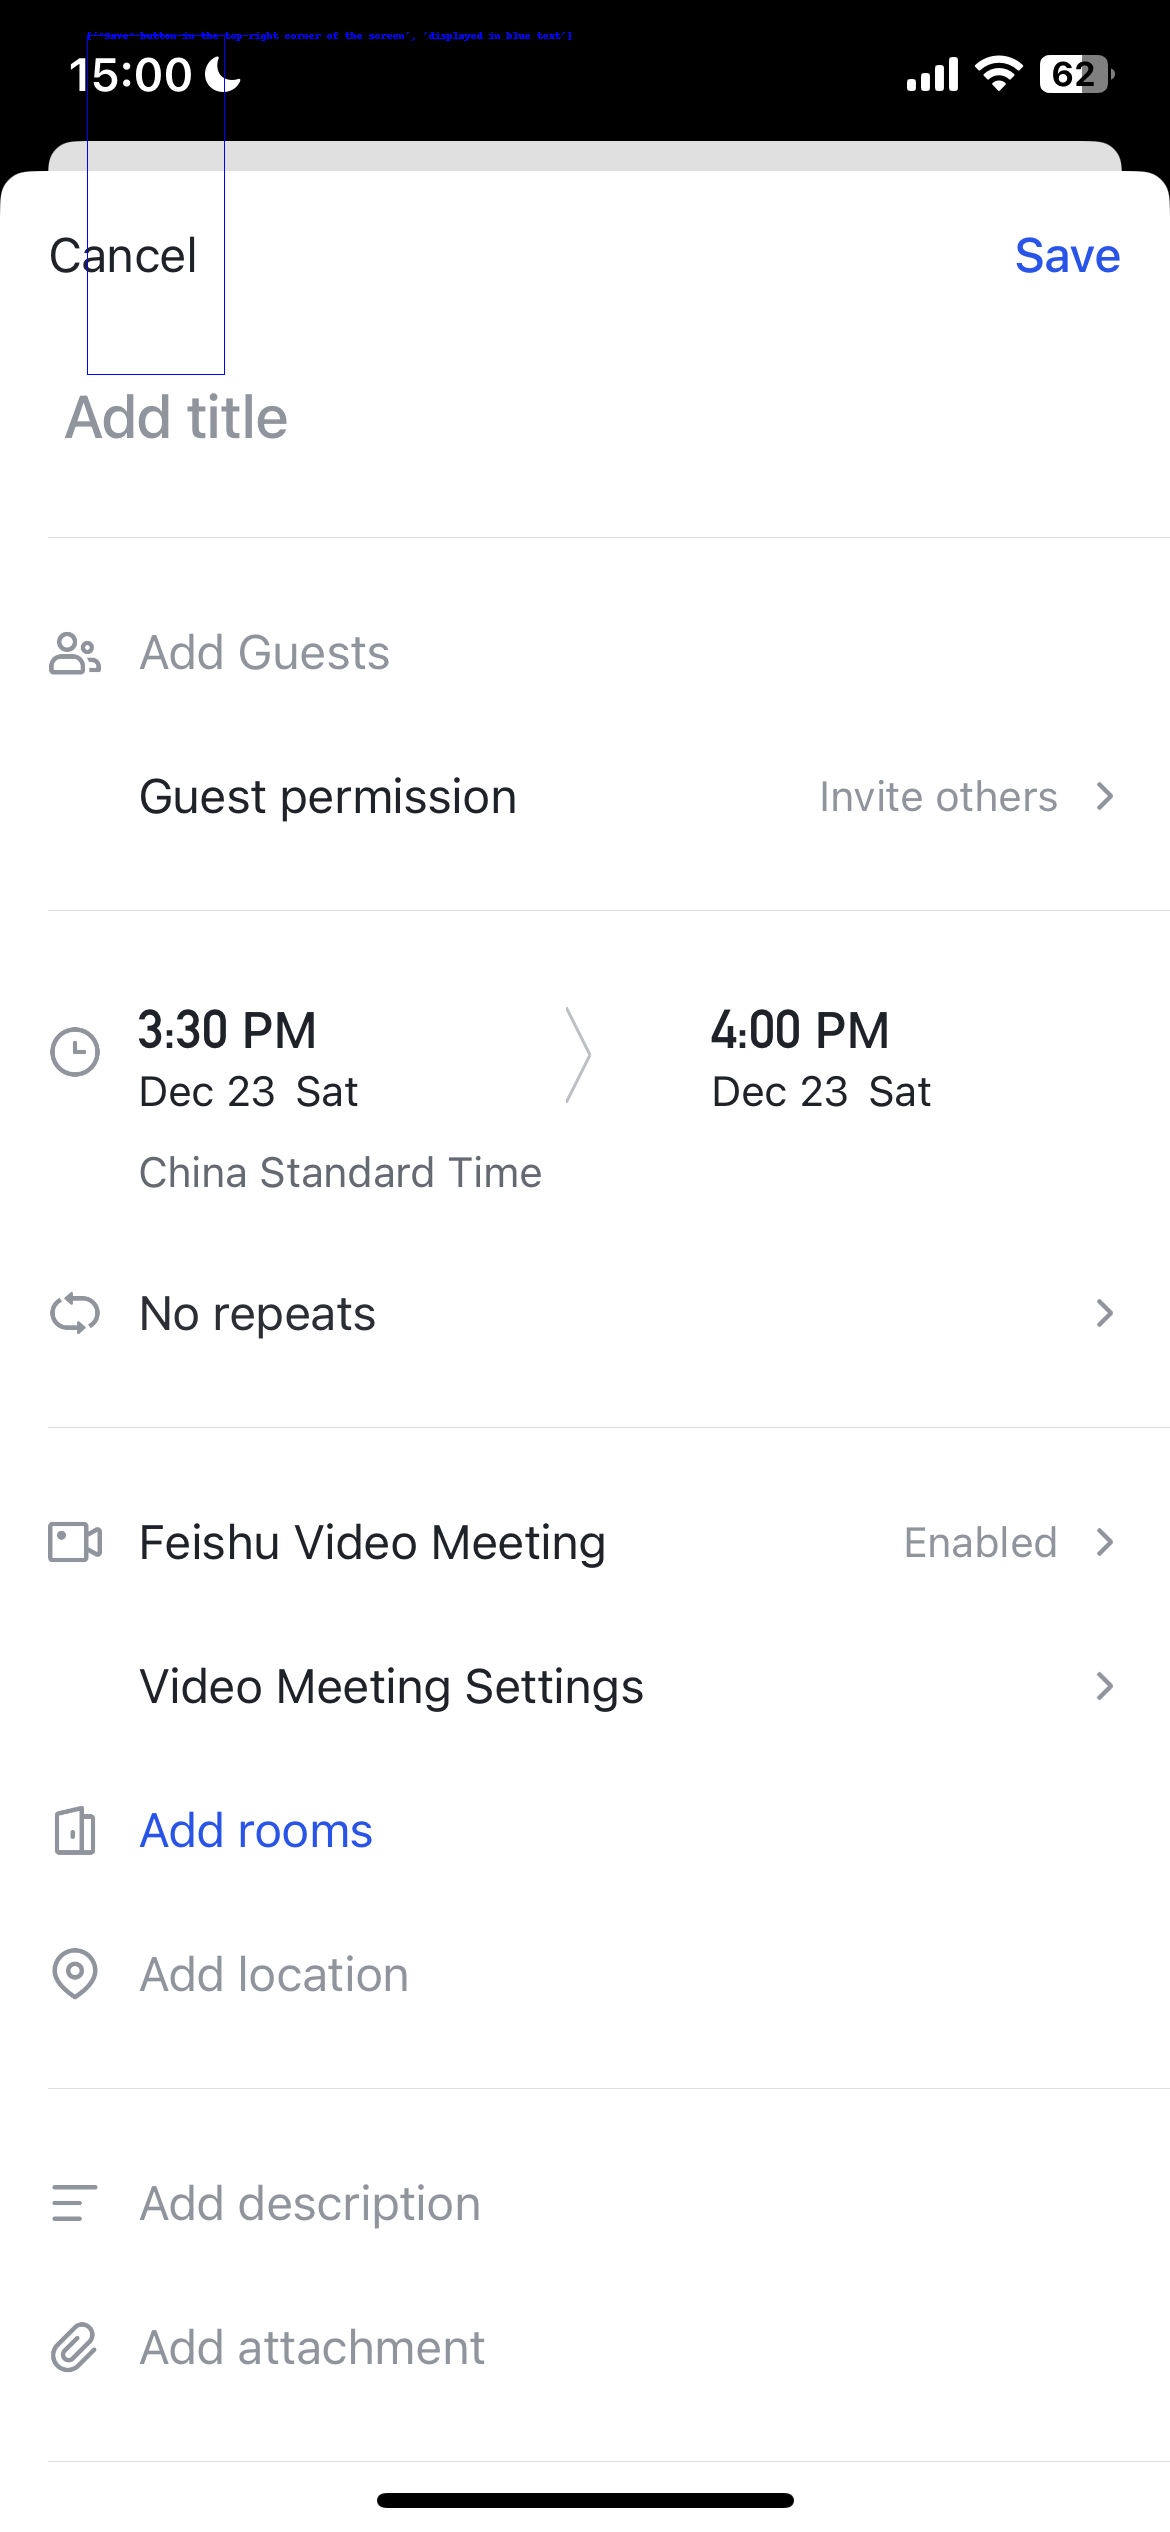 ["Save" button in the top right corner of the screen', 'displayed in blue text']
15:00
62
Cancel
Save
Add title
Add Guests
Guest permission
Invite others
3:30 PM
4:00 PM
Dec 23 Sat
Dec 23 Sat
China Standard Time
No repeats
Feishu Video Meeting
Enabled
Video Meeting Settings
Add rooms
Add location
Add description
Add attachment